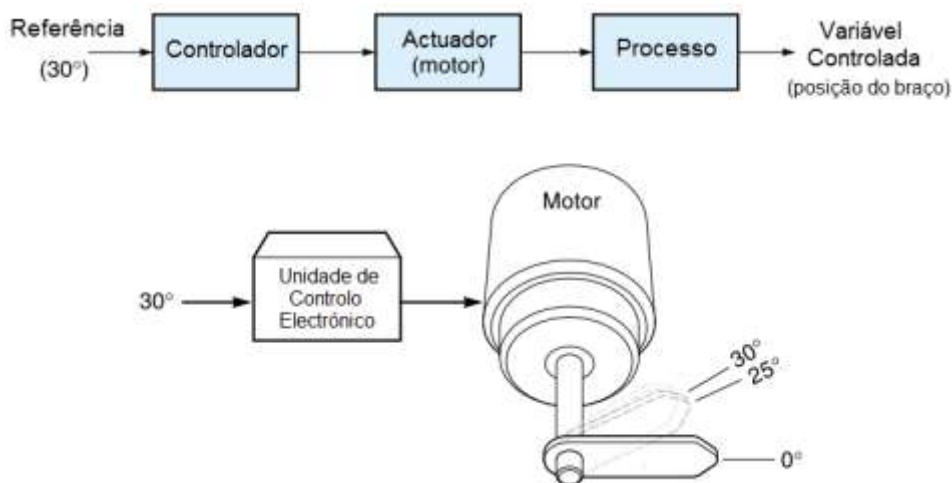 Referência
(30°)
Controlador
Actuador
(motor)
Processo
Variável
Controlada
(posição do braço)
Motor
30°
Unidade de
Controlo
Electrónico
30°
25°
0°